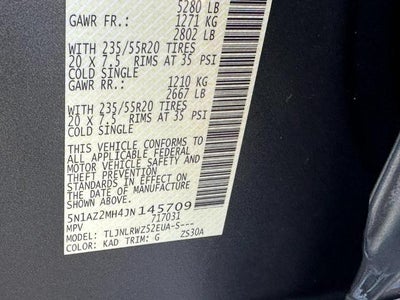 5280 LB
GAWR FR.: 1271 KG
2802 LB
WITH 235/55R20 TIRES
20 X 7.5 RIMS AT 35 PSI
COLD SINGLE
GAWR RR.: 1210 KG
2667 LB
WITH 235/55R20 TIRES
20 X 7.5 RIMS AT 35 PSI
COLD SINGLE
THIS VEHICLE CONFORMS TO
ALL APPLICABLE FEDERAL
MOTOR VEHICLE SAFETY AND
THEFT PREVENTION
STANDARDS IN EFFECT ON
THE DATE OF MANUFACTURE
SHOWN ABOVE.
5N1AZ2MH4JN145709
MPV 717031
MODEL: TLJNLRWZ52EUA-S---
COLOR: KAD TRIM: G ZS30A